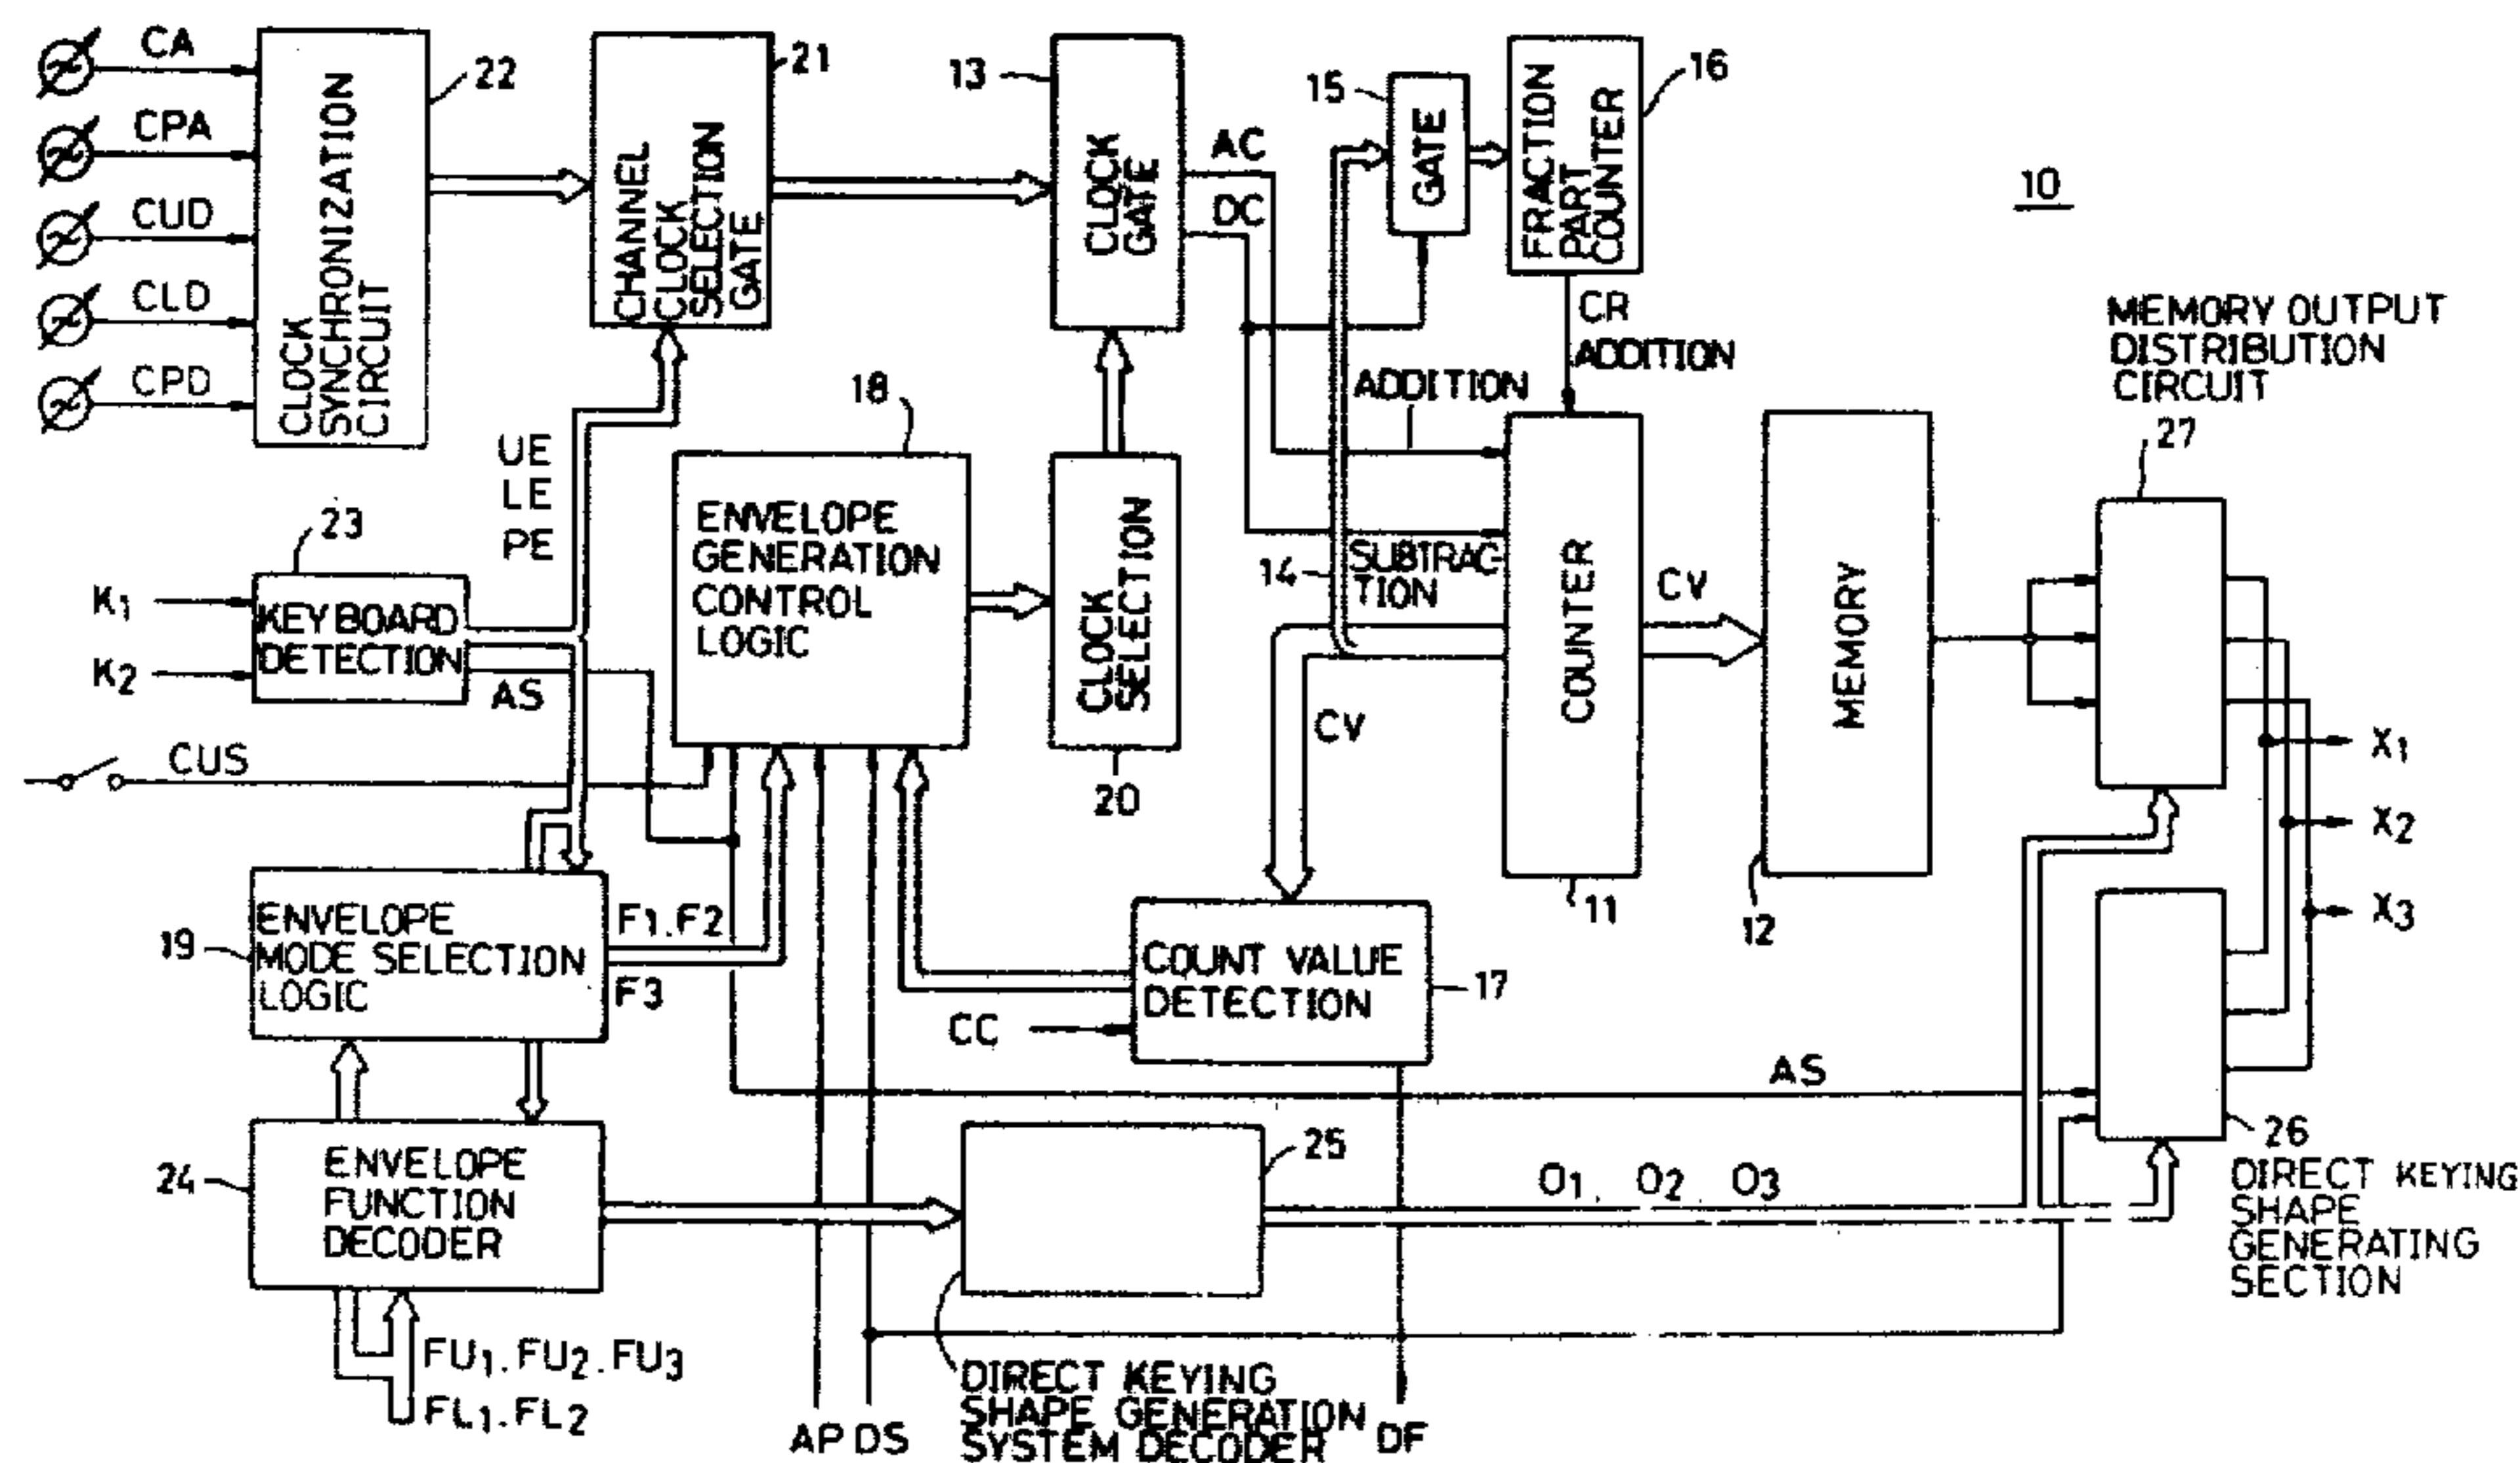 CA
CPA
CUD
CLD
CPD
CLOCK
SYNCHRONIZATION
CIRCUIT
22
CHANNEL
CLOCK
SELECTION
GATE
21
13
CLOCK
GATE
AC
DC
15
GATE
FRACTION
PART
COUNTER
16
CR
ADDITION
ADDITION
10
MEMORY OUTPUT
DISTRIBUTION
CIRCUIT
27
UE
LE
PE
18
ENVELOPE
GENERATION
CONTROL
LOGIC
CLOCK
SELECTION
20
14
SUBTRAC
TION
COUNTER
11
CV
CV
MEMORY
12
23
K1
K2
KEYBOARD
DETECTION
AS
CUS
X1
X2
X3
19
ENVELOPE
MODE SELECTION
LOGIC
F1.F2
F3
COUNT VALUE
DETECTION
17
CC
AS
24
ENVELOPE
FUNCTION
DECODER
25
O1. O2. O3
26
DIRECT KEYING
SHAPE
GENERATING
SECTION
FU1.FU2.FU3
FL1.FL2
AP DS
DIRECT KEYING
SHAPE GENERATION
SYSTEM DECODER
DF